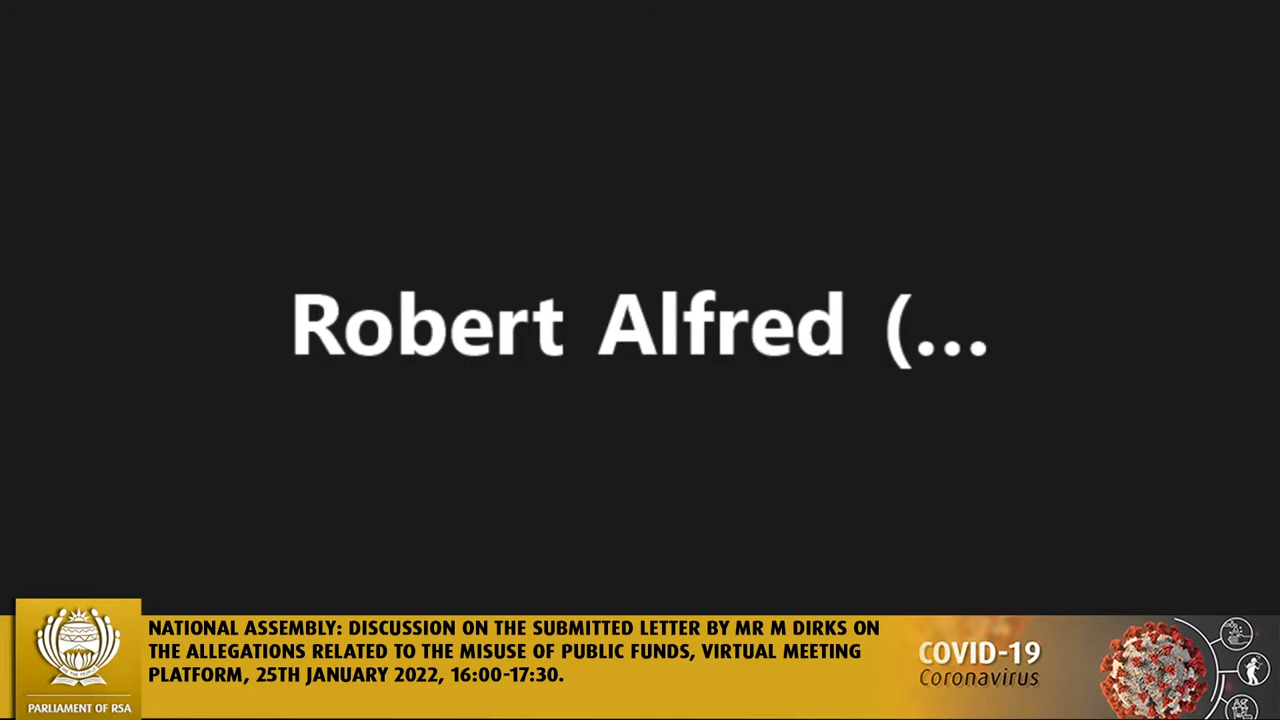 Robert Alfred (...
NATIONAL ASSEMBLY: DISCUSSION ON THE SUBMITTED LETTER BY MR M DIRKS ON
THE ALLEGATIONS RELATED TO THE MISUSE OF PUBLIC FUNDS, VIRTUAL MEETING
PLATFORM, 25TH JANUARY 2022, 16:00-17:30.
PARLIAMENT OF RSA
COVID-19
Coronavirus